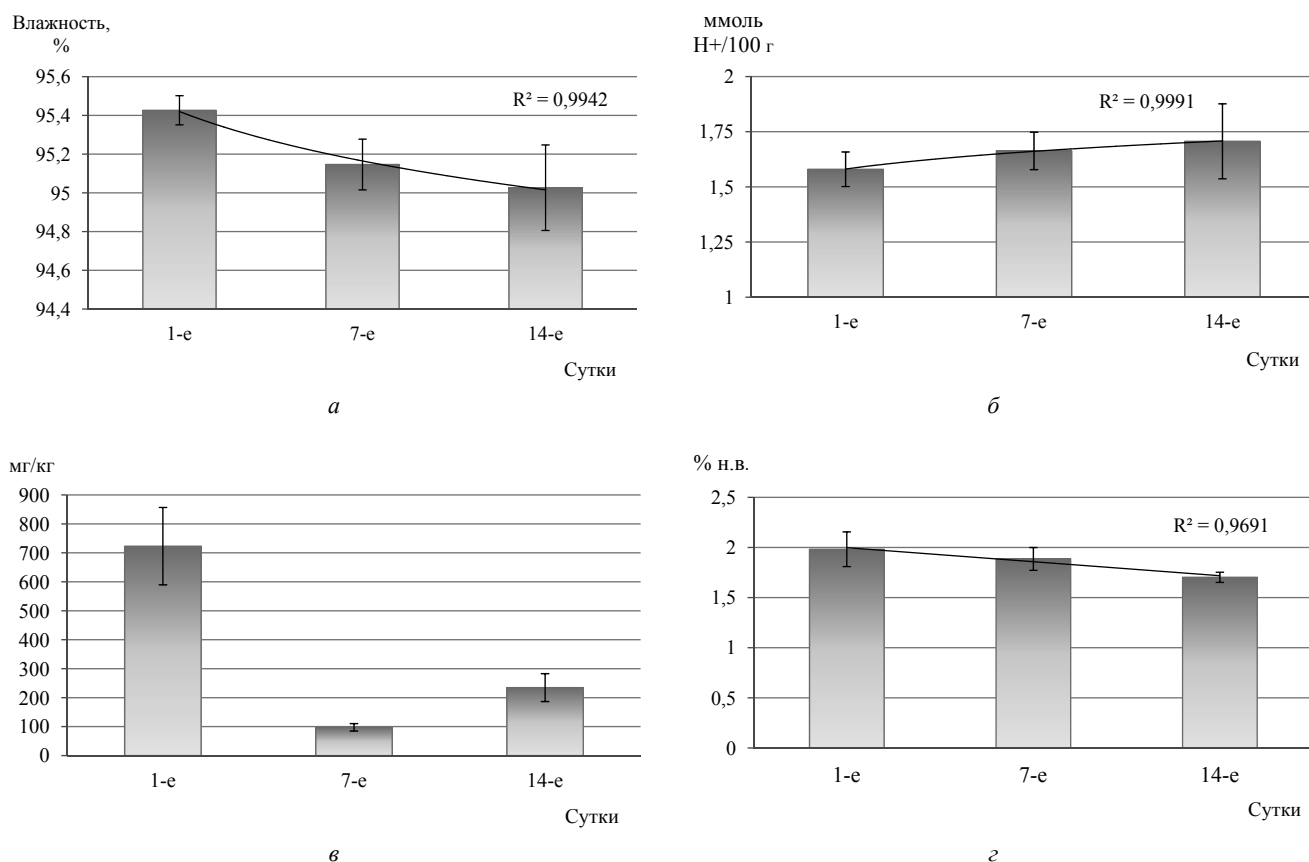 Влажность,
%
95,6
95,4
95,2
95
94,8
94,6
94,4
R² = 0,9942
1-е 7-е 14-е
Сутки
а
ммоль
Н+/100 г
2
1,75
1,5
1,25
1
R² = 0,9991
1-е 7-е 14-е
Сутки
б
мг/кг
900
800
700
600
500
400
300
200
100
0
1-е 7-е 14-е
Сутки
в
% н.в.
2,5
2
1,5
1
0,5
0
R² = 0,9691
1-е 7-е 14-е
Сутки
г